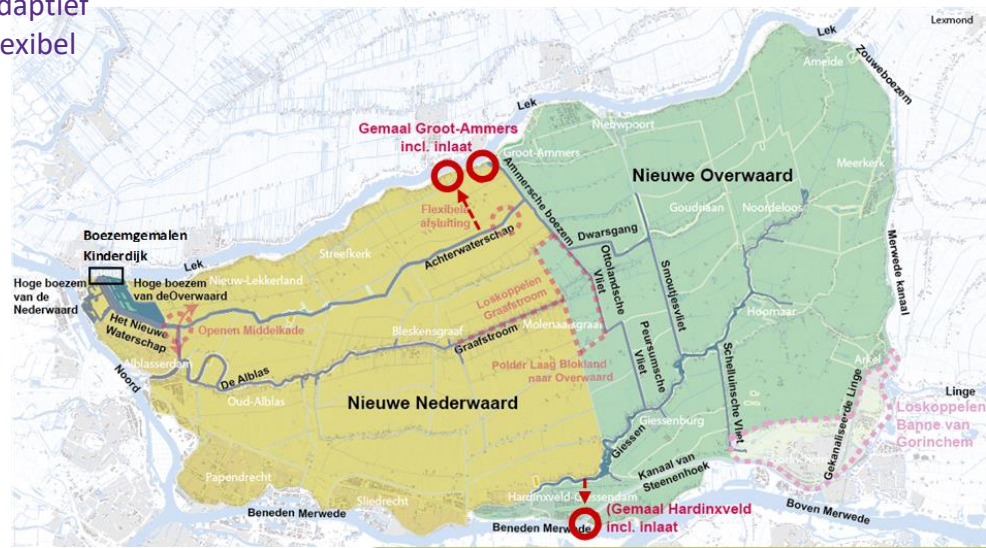 daptief
exibel
Lexmond
Lek
Ameide
Zouweboezem
Lek
Nieuwpoort
Gemaal Groot-Ammers
incl. inlaat
Groot-Ammers
Ammersche boezem
Nieuwe Overwaard
Meerkerk
Goudriaan
Noordeloos
Flexibele
afsluiting
Achterwaterschap
Dwarsgang
Boezemgemalen
Kinderdijk
Streefkerk
Ottolandsche
Vliet
Smoutjesvliet
Merwede kanaal
Lek
Hoge boezem
van de
Nederwaard
Hoge boezem
van deOverwaard
Nieuw-Lekkerland
Loskoppelen
Graafstroom
Hoornaar
Het Nieuwe
Waterschap
Openen Middelkade
Bleskensgraaf
Graafstroom
Molenaarsgraaf
Peursumsche
Vliet
Schelluinsche Vliet
Alblasserdam
Noord
De Alblas
Polder Laag Blokland
naar Overwaard
Arkel
Gekanaliseerde Linge
Linge
Loskoppelen
Banne van
Gorinchem
Oud-Alblas
Nieuwe Nederwaard
Giessenburg
Giessen
Kanaal van
Steenenhoek
Papendrecht
Sliedrecht
Hardinxveld-Giessendam
Beneden Merwede
Beneden Merwede
(Gemaal Hardinxveld
incl. inlaat
Boven Merwede